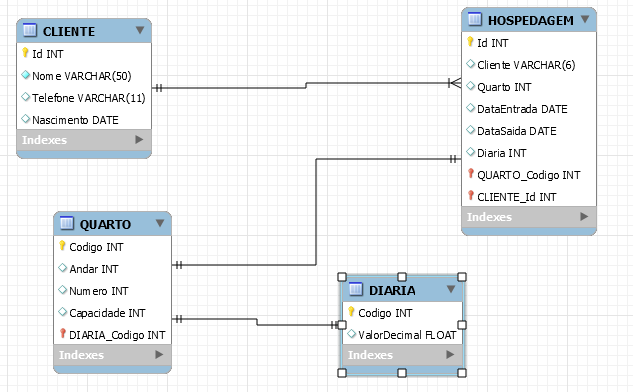 CLIENTE
Id INT
Nome VARCHAR(50)
Telefone VARCHAR(11)
Nascimento DATE
Indexes
HOSPEDAGEM
Id INT
Cliente VARCHAR(6)
Quarto INT
DataEntrada DATE
DataSaida DATE
Diaria INT
QUARTO_Codigo INT
CLIENTE_Id INT
Indexes
QUARTO
Codigo INT
Andar INT
Numero INT
Capacidade INT
DIARIA_Codigo INT
Indexes
DIARIA
Codigo INT
ValorDecimal FLOAT
Indexes